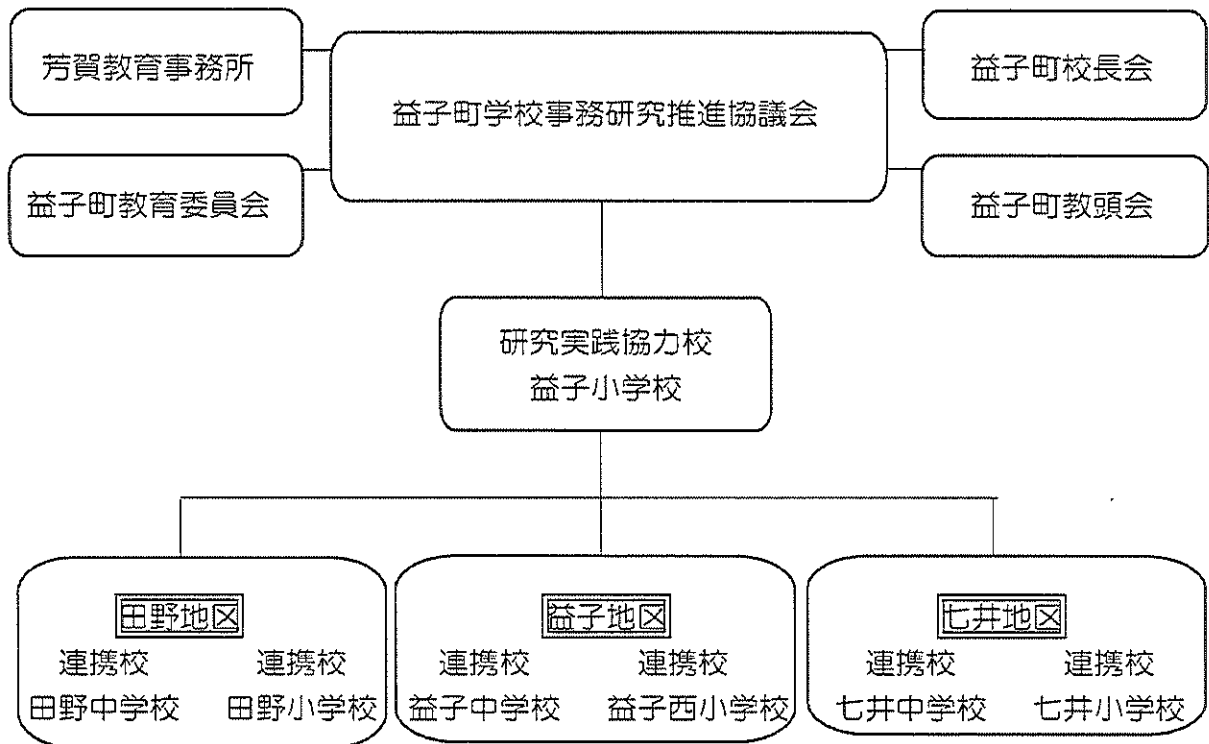 芳賀教育事務所
益子町学校事務研究推進協議会
益子町校長会
益子町教育委員会
益子町教頭会
研究実践協力校
益子小学校
田野地区
連携校 連携校
田野中学校 田野小学校
益子地区
連携校 連携校
益子中学校 益子西小学校
七井地区
連携校 連携校
七井中学校 七井小学校